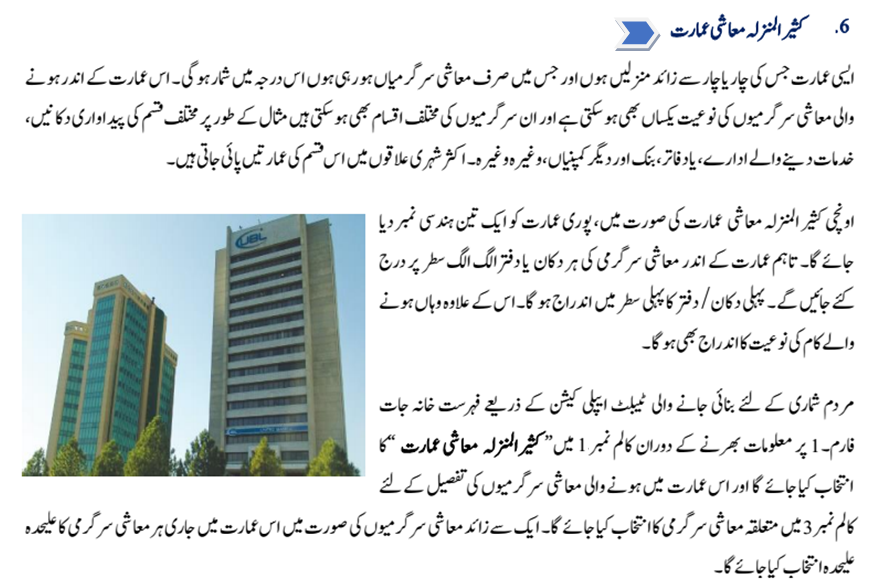 6. کثیر المنزلہ معاشی عمارت
ایسی عمارت جس کی چار یا چار سے زائد منزلیں ہوں اور جس میں صرف معاشی سرگرمیاں ہو رہی ہوں اس درجہ میں شمار ہو گی۔ اس عمارت کے اندر ہونے
والی معاشی سرگرمیوں کی نوعیت یکساں بھی ہو سکتی ہے اور ان سرگرمیوں کی مختلف اقسام بھی ہو سکتی ہیں مثال کے طور پر مختلف قسم کی پیداواری دکانیں،
خدمات دینے والے ادارے، یا دفاتر، بنک اور دیگر کمپنیاں، وغیرہ وغیرہ۔ اکثر شہری علاقوں میں اس قسم کی عمارتیں پائی جاتی ہیں۔
اونچی کثیر المنزلہ معاشی عمارت کی صورت میں، پوری عمارت کو ایک تین ہندسی نمبر دیا
جائے گا۔ تاہم عمارت کے اندر معاشی سرگرمی کی ہر دکان یا دفتر الگ الگ سطر پر درج
کئے جائیں گے۔ پہلی دکان/ دفتر کا پہلی سطر میں اندراج ہو گا۔ اس کے علاوہ وہاں ہونے
والے کام کی نوعیت کا اندراج بھی ہو گا۔
UBL
مردم شماری کے لئے بنائی جانے والی ٹیبلٹ ایپلی کیشن کے ذریعے فہرست خانہ جات
فارم۔1 پر معلومات بھرنے کے دوران کالم نمبر 1 میں "کثیر المنزلہ معاشی عمارت" کا
انتخاب کیا جائے گا اور اس عمارت میں ہونے والی معاشی سرگرمیوں کی تفصیل کے لئے
کالم نمبر 3 میں متعلقہ معاشی سرگرمی کا انتخاب کیا جائے گا۔ ایک سے زائد معاشی سرگرمیوں کی صورت میں اس عمارت میں جاری ہر معاشی سرگرمی کا علیحدہ
علیحدہ انتخاب کیا جائے گا۔